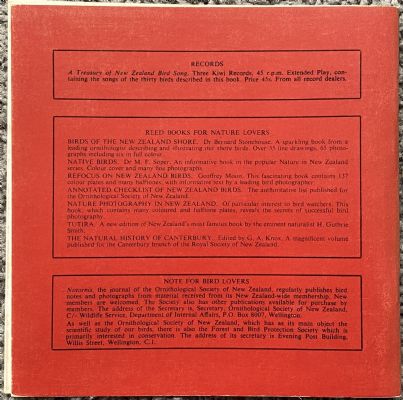 RECORDS
A Treasury of New Zealand Bird Song. Three Kiwi Records, 45 r.p.m. Extended Play, con-
taining the songs of the thirty birds described in this book. Price 45s. From all record dealers.
REED BOOKS FOR NATURE LOVERS
BIRDS OF THE NEW ZEALAND SHORE. Dr Bernard Stonehouse. A sparkling book from a
leading ornithologist describing and illustrating our shore birds. Over 35 line drawings, 65 photo-
graphs including six in full colour.
NATIVE BIRDS. Dr M. F. Soper. An informative book in the popular Nature in New Zealand
series. Colour cover and many fine photographs.
REFOCUS ON NEW ZEALAND BIRDS. Geoffrey Moon. This fascinating book contains 137
colour plates and many halftones, with informative text by a leading bird photographer.
ANNOTATED CHECKLIST OF NEW ZEALAND BIRDS. The authoritative list published for
the Ornithological Society of New Zealand.
NATURE PHOTOGRAPHY IN NEW ZEALAND. Of particular interest to bird watchers. This
book, which contains many coloured and halftone plates, reveals the secrets of successful bird
photography.
TUTIRA. A new edition of New Zealand's most famous book by the eminent naturalist H. Guthrie
Smith.
THE NATURAL HISTORY OF CANTERBURY. Edited by G. A. Knox. A magnificent volume
published for the Canterbury branch of the Royal Society of New Zealand.
NOTE FOR BIRD LOVERS
Notornis, the journal of the Ornithological Society of New Zealand, regularly publishes bird
notes and photographs from material received from its New Zealand-wide membership. New
members are welcomed. The Society also has other publications available for purchase by
members. The address of the Secretary is, Secretary, Ornithological Society of New Zealand,
C/- Wildlife Service, Department of Internal Affairs, P.O. Box 8007, Wellington.
As well as the Ornithological Society of New Zealand, which has as its main object the
scientific study of our birds, there is also the Forest and Bird Protection Society which is
primarily interested in conservation. The address of its secretary is Evening Post Building,
Willis Street, Wellington, C.1.